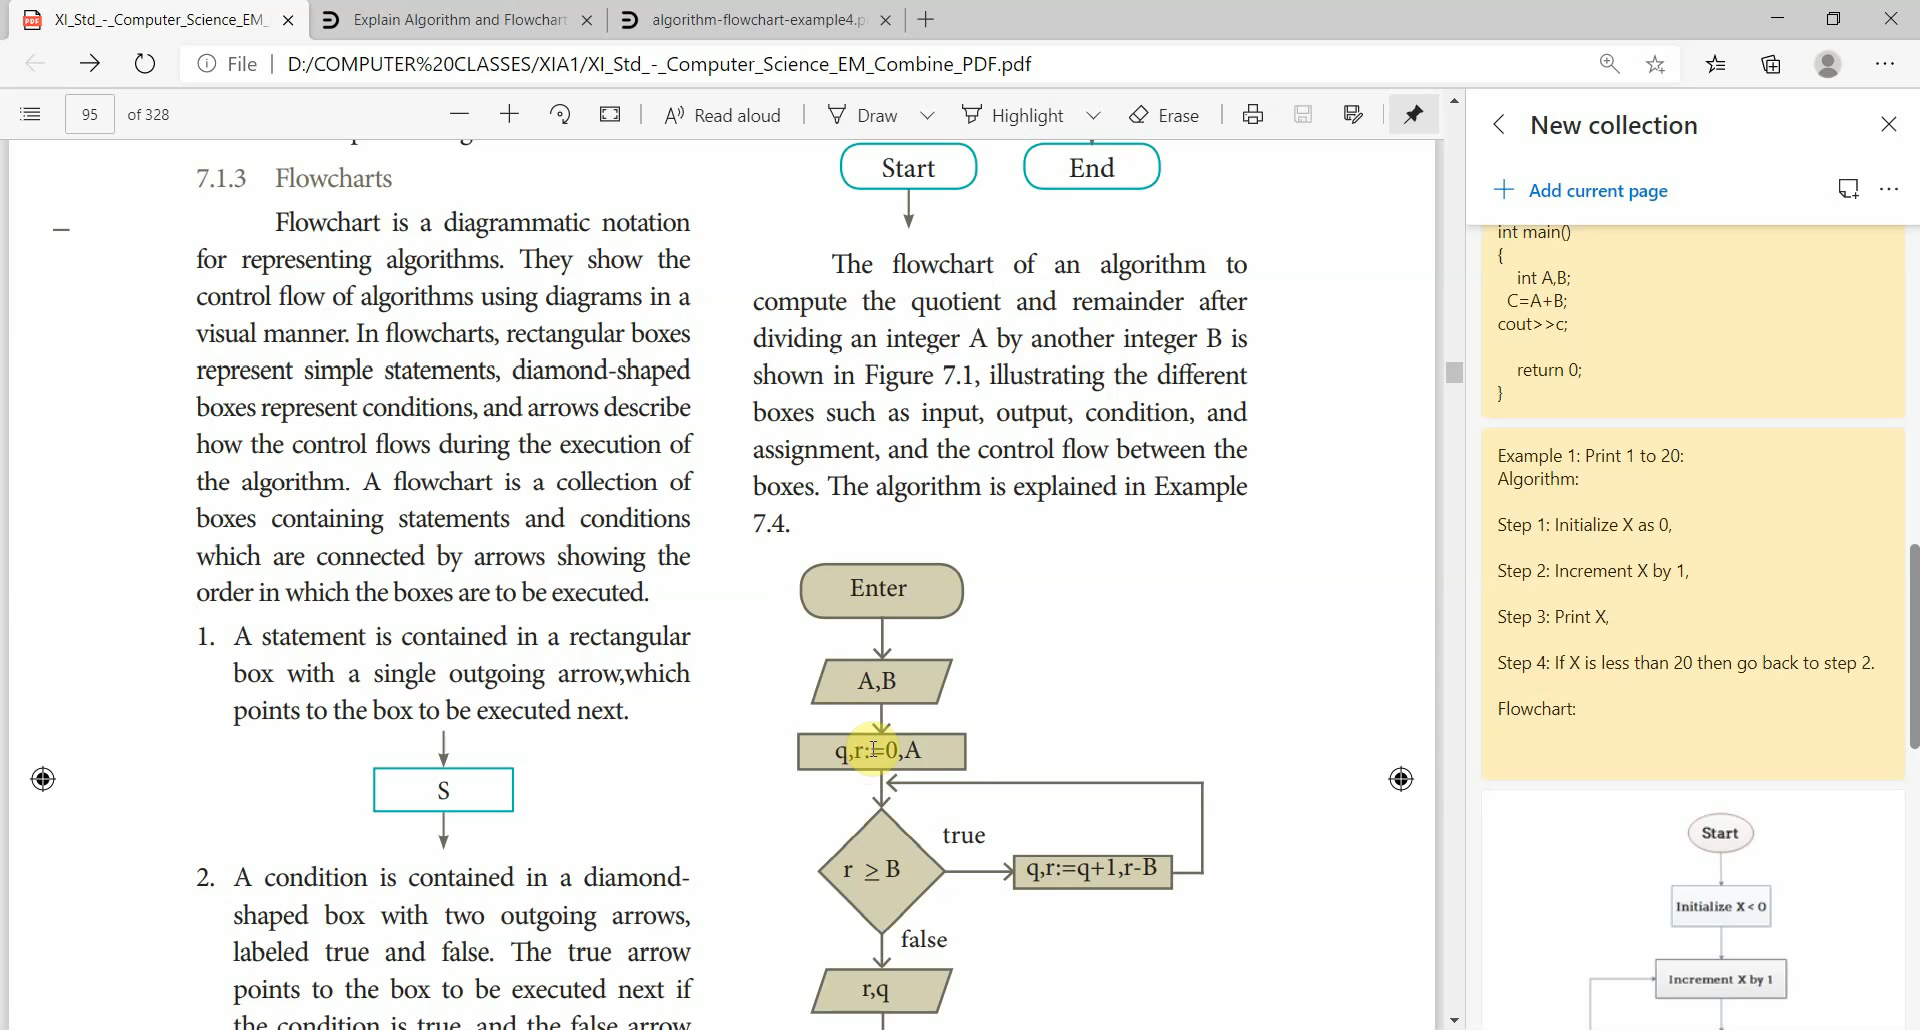 XI_Std_-_Computer_Science_EM_
Explain Algorithm and Flowchart
algorithm-flowchart-example4.p
File
D:/COMPUTER%20CLASSES/XIA1/XI_Std_-_Computer_Science_EM_Combine_PDF.pdf
95 of 328
Read aloud
Draw
Highlight
Erase
7.1.3 Flowcharts
Flowchart is a diagrammatic notation
for representing algorithms. They show the
control flow of algorithms using diagrams in a
visual manner. In flowcharts, rectangular boxes
represent simple statements, diamond-shaped
boxes represent conditions, and arrows describe
how the control flows during the execution of
the algorithm. A flowchart is a collection of
boxes containing statements and conditions
which are connected by arrows showing the
order in which the boxes are to be executed.
1. A statement is contained in a rectangular
box with a single outgoing arrow,which
points to the box to be executed next.
S
2. A condition is contained in a diamond-
shaped box with two outgoing arrows,
labeled true and false. The true arrow
points to the box to be executed next if
the condition is true, and the false arrow
Start
End
The flowchart of an algorithm to
compute the quotient and remainder after
dividing an integer A by another integer B is
shown in Figure 7.1, illustrating the different
boxes such as input, output, condition, and
assignment, and the control flow between the
boxes. The algorithm is explained in Example
7.4.
Enter
A,B
q,r:=0,A
true
r ≥ B
q,r:=q+1,r-B
false
r,q
New collection
Add current page
int main()
{
int A,B;
C=A+B;
cout>>c;
return 0;
}
Example 1: Print 1 to 20:
Algorithm:
Step 1: Initialize X as 0,
Step 2: Increment X by 1,
Step 3: Print X,
Step 4: If X is less than 20 then go back to step 2.
Flowchart:
Start
Initialize X < 0
Increment X by 1